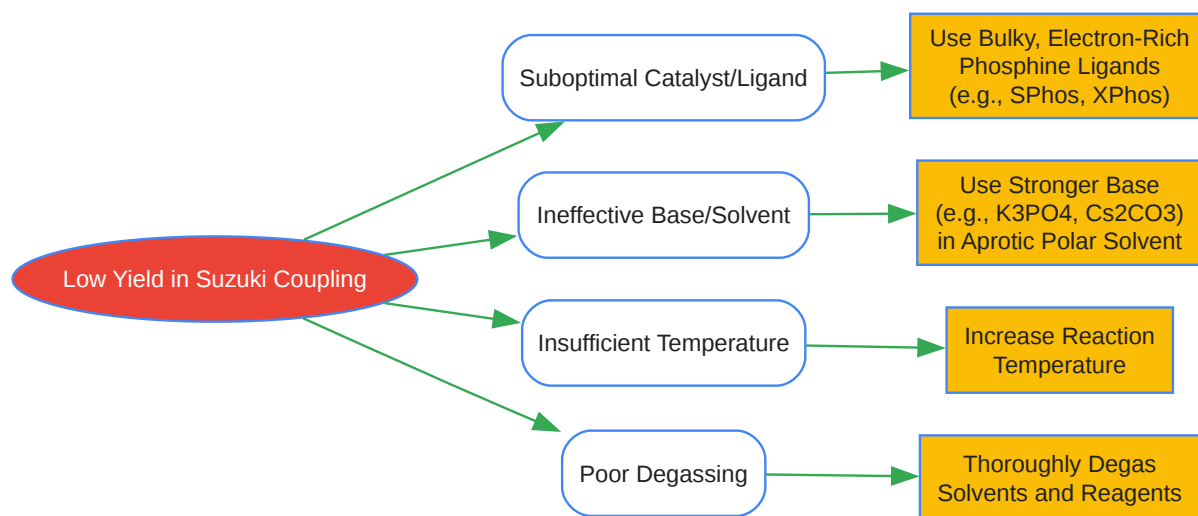 Low Yield in Suzuki Coupling
Suboptimal Catalyst/Ligand
Use Bulky, Electron-Rich
Phosphine Ligands
(e.g., SPhos, XPhos)
Ineffective Base/Solvent
Use Stronger Base
(e.g., K3PO4, Cs2CO3)
in Aprotic Polar Solvent
Insufficient Temperature
Increase Reaction
Temperature
Poor Degassing
Thoroughly Degas
Solvents and Reagents